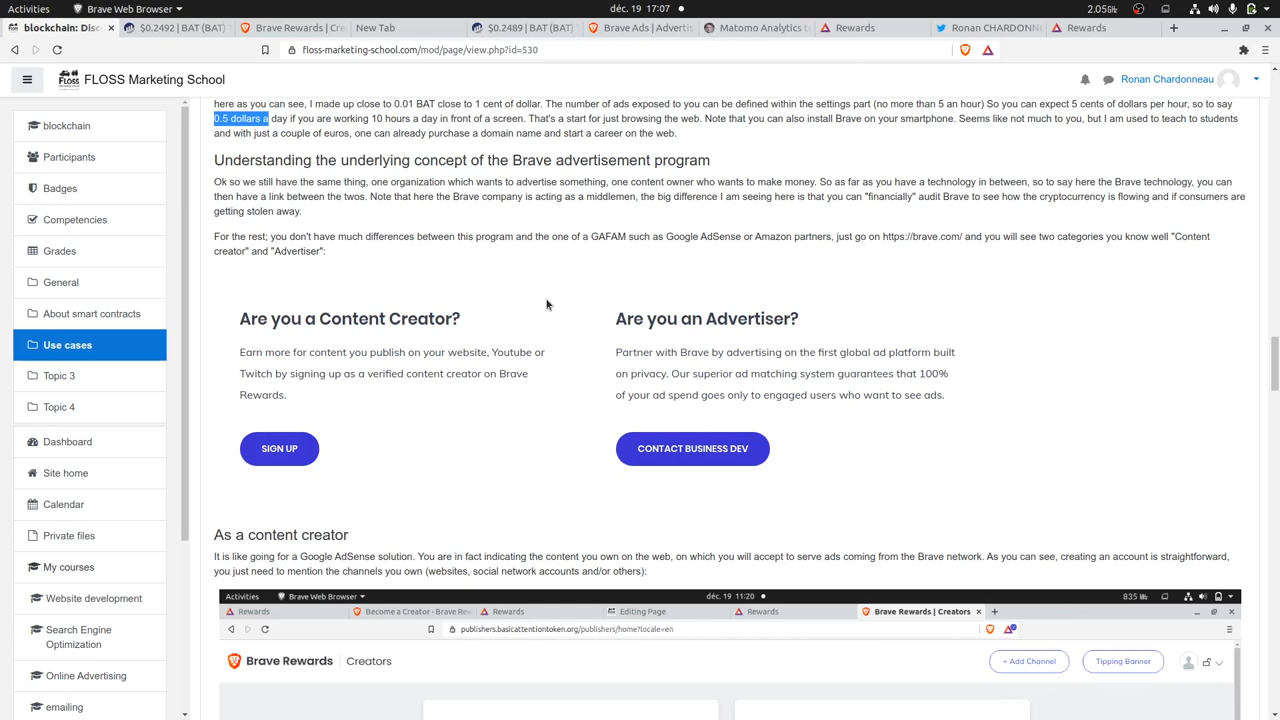 Activities Brave Web Browser déc. 19 17:07 2.05
blockchain: Disc $0.2492 | BAT (BAT) Brave Rewards | Cre New Tab $0.2489 | BAT (BAT) Brave Ads | Adverti Matomo Analytics Rewards Ronan CHARDONN Rewards
floss-marketing-school.com/mod/page/view.php?id=530
FLOSS Marketing School Ronan Chardonneau
blockchain
Participants
Badges
Competencies
Grades
General
About smart contracts
Use cases
Topic 3
Topic 4
Dashboard
Site home
Calendar
Private files
My courses
Website development
Search Engine
Optimization
Online Advertising
emailing
here as you can see, I made up close to 0.01 BAT close to 1 cent of dollar. The number of ads exposed to you can be defined within the settings part (no more than 5 an hour) So you can expect 5 cents of dollars per hour, so to say
0.5 dollars a day if you are working 10 hours a day in front of a screen. That's a start for just browsing the web. Note that you can also install Brave on your smartphone. Seems like not much to you, but I am used to teach to students
and with just a couple of euros, one can already purchase a domain name and start a career on the web.
Understanding the underlying concept of the Brave advertisement program
Ok so we still have the same thing, one organization which wants to advertise something, one content owner who wants to make money. So as far as you have a technology in between, so to say here the Brave technology, you can
then have a link between the twos. Note that here the Brave company is acting as a middlemen, the big difference I am seeing here is that you can "financially" audit Brave to see how the cryptocurrency is flowing and if consumers are
getting stolen away.
For the rest; you don't have much differences between this program and the one of a GAFAM such as Google AdSense or Amazon partners, just go on https://brave.com/ and you will see two categories you know well "Content
creator" and "Advertiser":
Are you a Content Creator?
Earn more for content you publish on your website, Youtube or
Twitch by signing up as a verified content creator on Brave
Rewards.
SIGN UP
Are you an Advertiser?
Partner with Brave by advertising on the first global ad platform built
on privacy. Our superior ad matching system guarantees that 100%
of your ad spend goes only to engaged users who want to see ads.
CONTACT BUSINESS DEV
As a content creator
It is like going for a Google AdSense solution. You are in fact indicating the content you own on the web, on which you will accept to serve ads coming from the Brave network. As you can see, creating an account is straightforward,
you just need to mention the channels you own (websites, social network accounts and/or others):
Activities Brave Web Browser déc. 19 11:20 835
Rewards Become a Creator - Brave Rew Rewards Editing Page Rewards Brave Rewards | Creators
publishers.basicattentiontoken.org/publishers/home?locale=en
Brave Rewards Creators + Add Channel Tipping Banner